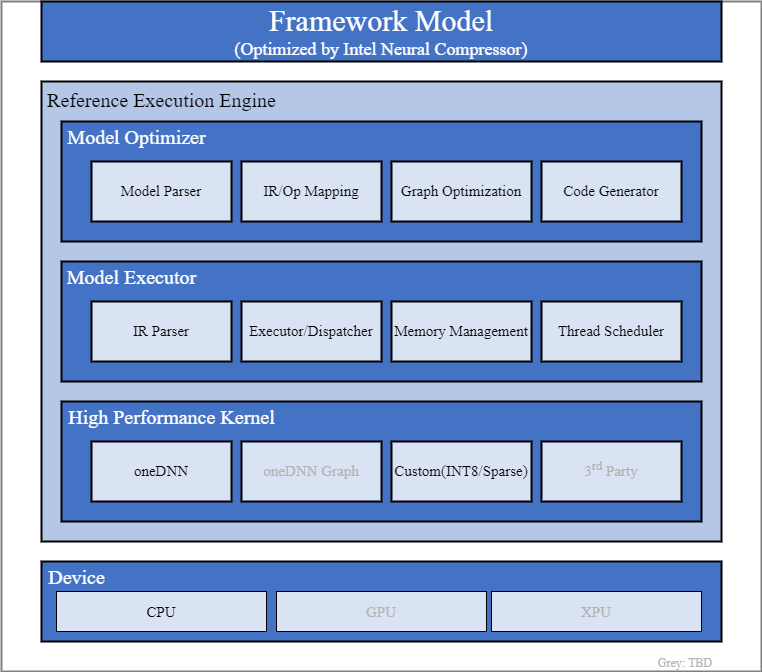 Framework Model
(Optimized by Intel Neural Compressor)
Reference Execution Engine
Model Optimizer
Model Parser
IR/Op Mapping
Graph Optimization
Code Generator
Model Executor
IR Parser
Executor/Dispatcher
Memory Management
Thread Scheduler
High Performance Kernel
oneDNN
oneDNN Graph
Custom(INT8/Sparse)
3rd Party
Device
CPU
GPU
XPU
Grey: TBD